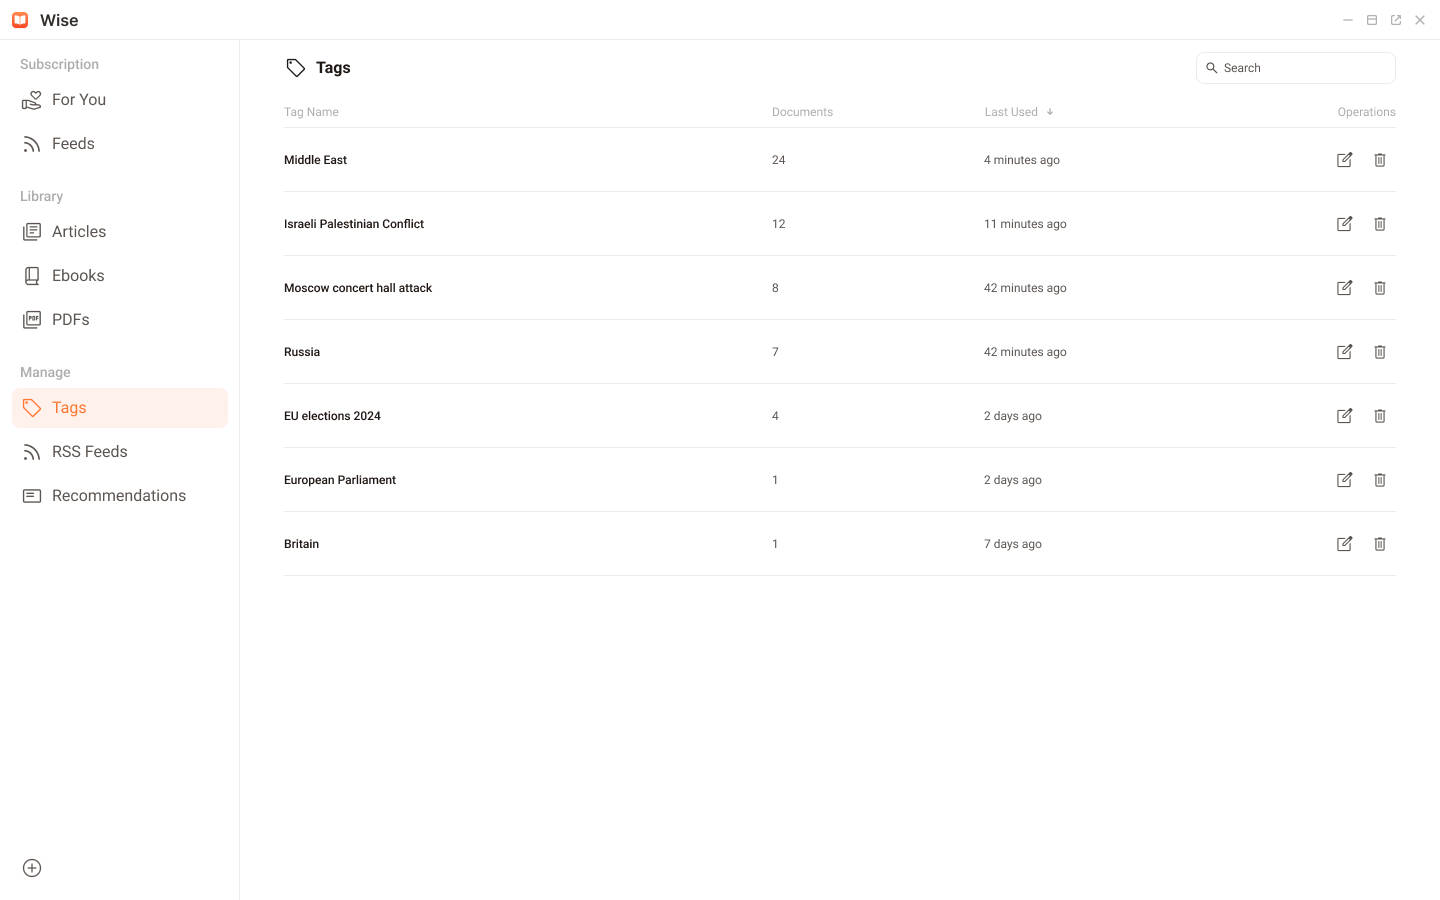 Wise
Subscription
For You
Feeds
Library
Articles
Ebooks
PDF
PDFs
Manage
Tags
RSS Feeds
Recommendations
Tags
Search
Tag Name Documents Last Used Operations
Middle East 24 4 minutes ago
Israeli Palestinian Conflict 12 11 minutes ago
Moscow concert hall attack 8 42 minutes ago
Russia 7 42 minutes ago
EU elections 2024 4 2 days ago
European Parliament 1 2 days ago
Britain 1 7 days ago